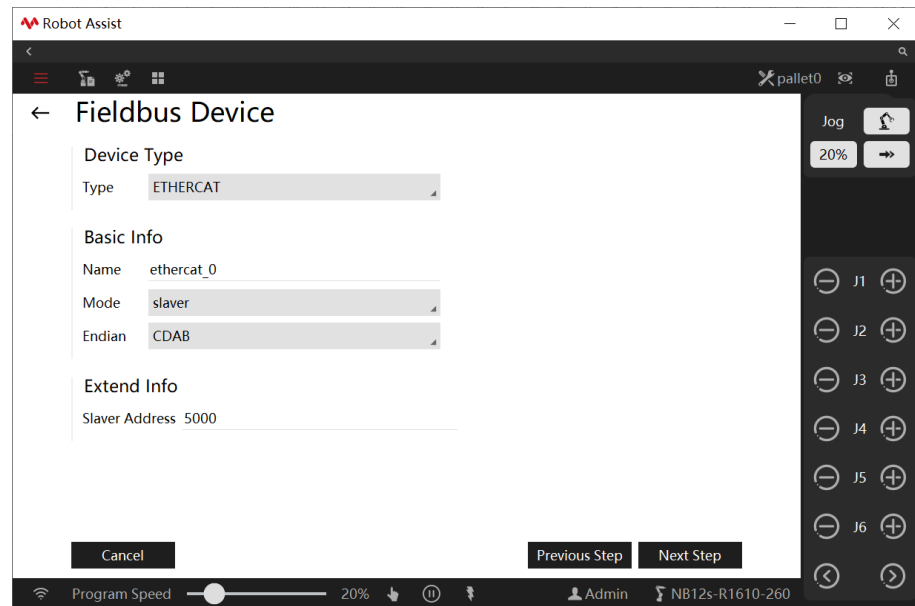 Robot Assist
pallet0
Fieldbus Device
Jog
20%
Device Type
Type ETHERCAT
Basic Info
Name ethercat_0
Mode slaver
Endian CDAB
Extend Info
Slaver Address 5000
J1
J2
J3
J4
J5
J6
Cancel
Previous Step
Next Step
Program Speed 20%
Admin
NB12s-R1610-260